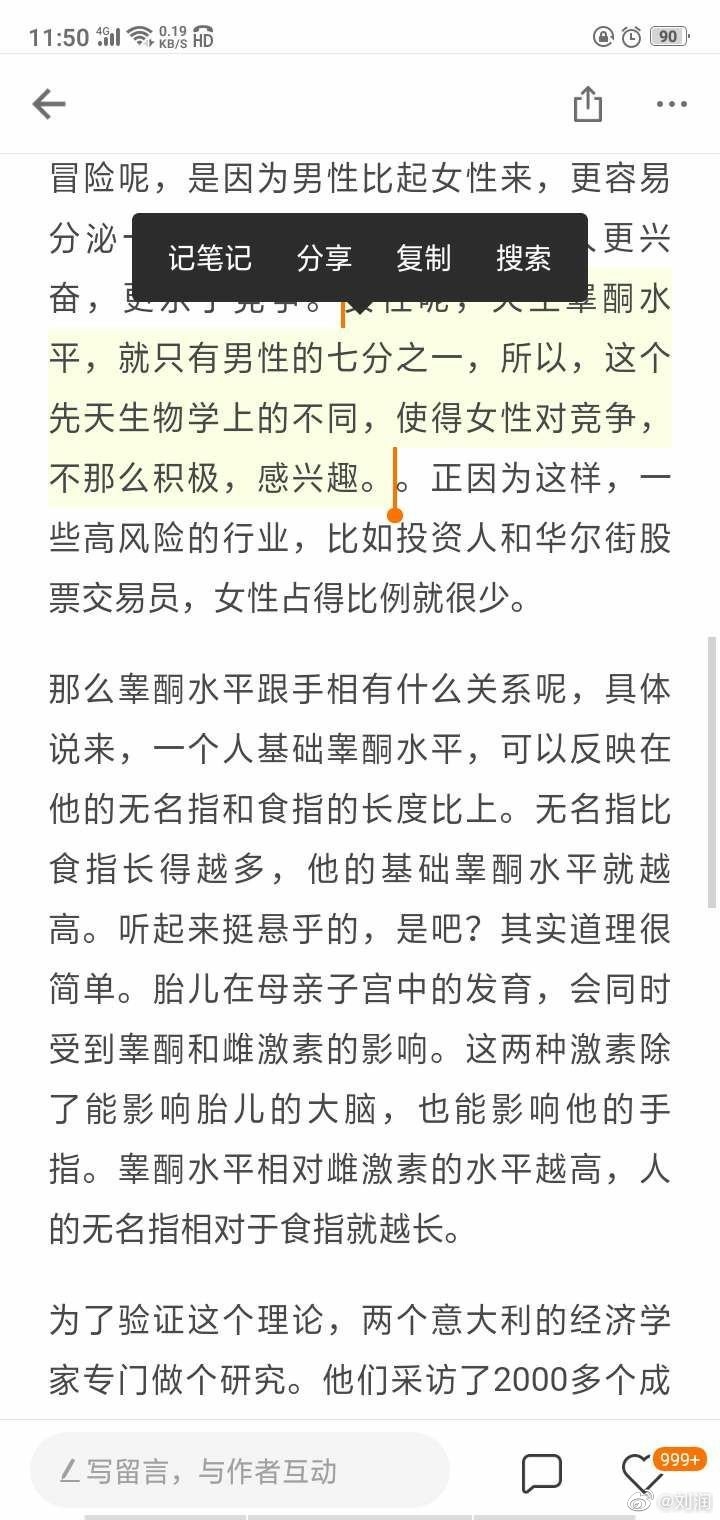 11:50 4G 0.19 KB/S HD 90
冒险呢，是因为男性比起女性来，更容易
分泌 更兴
记笔记 分享 复制 搜索
奋， 睾酮水
平，就只有男性的七分之一，所以，这个
先天生物学上的不同，使得女性对竞争，
不那么积极，感兴趣。。正因为这样，一
些高风险的行业，比如投资人和华尔街股
票交易员，女性占得比例就很少。
那么睾酮水平跟手相有什么关系呢，具体
说来，一个人基础睾酮水平，可以反映在
他的无名指和食指的长度比上。无名指比
食指长得越多，他的基础睾酮水平就越
高。听起来挺悬乎的，是吧？其实道理很
简单。胎儿在母亲子宫中的发育，会同时
受到睾酮和雌激素的影响。这两种激素除
了能影响胎儿的大脑，也能影响他的手
指。睾酮水平相对雌激素的水平越高，人
的无名指相对于食指就越长。
为了验证这个理论，两个意大利的经济学
家专门做个研究。他们采访了2000多个成
写留言，与作者互动
999+
@刘润